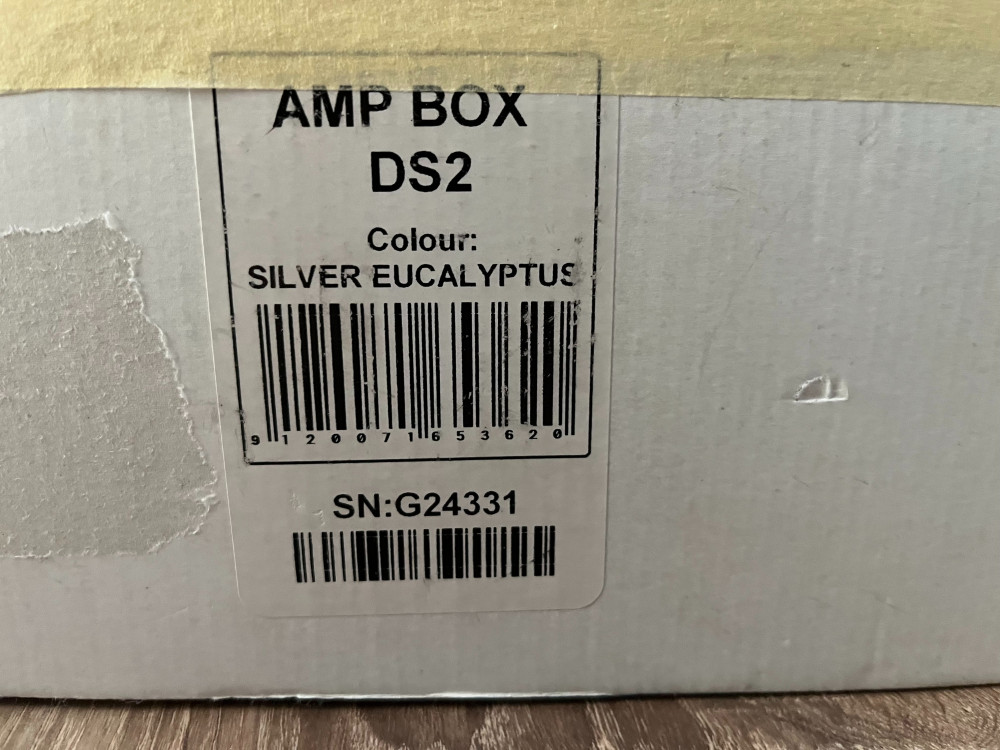 AMP BOX
DS2
Colour:
SILVER EUCALYPTUS
9 120071 653620
SN:G24331